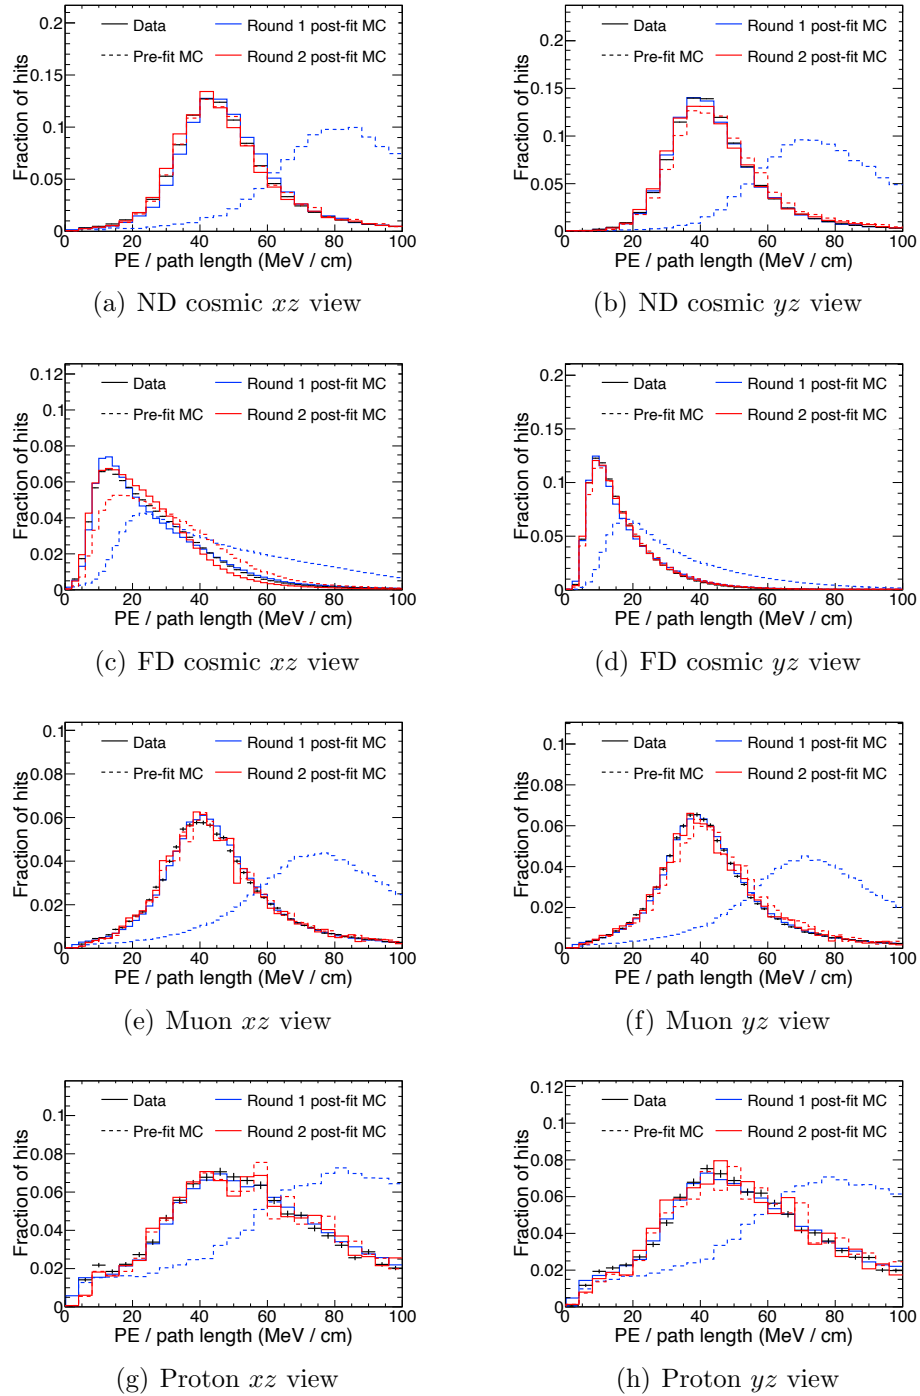 Fraction of hits
0.2
0.15
0.1
0.05
0
Data
Round 1 post-fit MC
Pre-fit MC
Round 2 post-fit MC
0 20 40 60 80 100
PE / path length (MeV / cm)
(a) ND cosmic xz view
Fraction of hits
0.2
0.15
0.1
0.05
0
Data
Round 1 post-fit MC
Pre-fit MC
Round 2 post-fit MC
0 20 40 60 80 100
PE / path length (MeV / cm)
(b) ND cosmic yz view
Fraction of hits
0.12
0.1
0.08
0.06
0.04
0.02
0
Data
Round 1 post-fit MC
Pre-fit MC
Round 2 post-fit MC
0 20 40 60 80 100
PE / path length (MeV / cm)
(c) FD cosmic xz view
Fraction of hits
0.2
0.15
0.1
0.05
0
Data
Round 1 post-fit MC
Pre-fit MC
Round 2 post-fit MC
0 20 40 60 80 100
PE / path length (MeV / cm)
(d) FD cosmic yz view
Fraction of hits
0.1
0.08
0.06
0.04
0.02
0
Data
Round 1 post-fit MC
Pre-fit MC
Round 2 post-fit MC
0 20 40 60 80 100
PE / path length (MeV / cm)
(e) Muon xz view
Fraction of hits
0.1
0.08
0.06
0.04
0.02
0
Data
Round 1 post-fit MC
Pre-fit MC
Round 2 post-fit MC
0 20 40 60 80 100
PE / path length (MeV / cm)
(f) Muon yz view
Fraction of hits
0.1
0.08
0.06
0.04
0.02
0
Data
Round 1 post-fit MC
Pre-fit MC
Round 2 post-fit MC
0 20 40 60 80 100
PE / path length (MeV / cm)
(g) Proton xz view
Fraction of hits
0.12
0.1
0.08
0.06
0.04
0.02
0
Data
Round 1 post-fit MC
Pre-fit MC
Round 2 post-fit MC
0 20 40 60 80 100
PE / path length (MeV / cm)
(h) Proton yz view